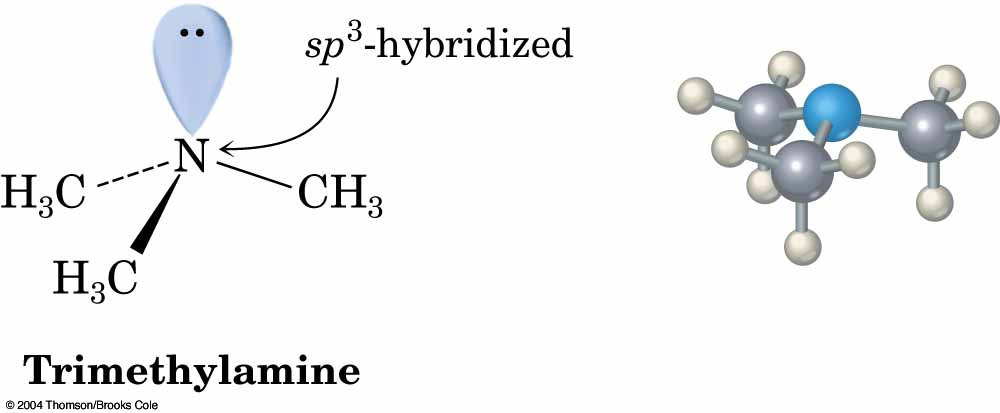 sp³-hybridized
N
H₃C
CH₃
H₃C
Trimethylamine
© 2004 Thomson/Brooks Cole